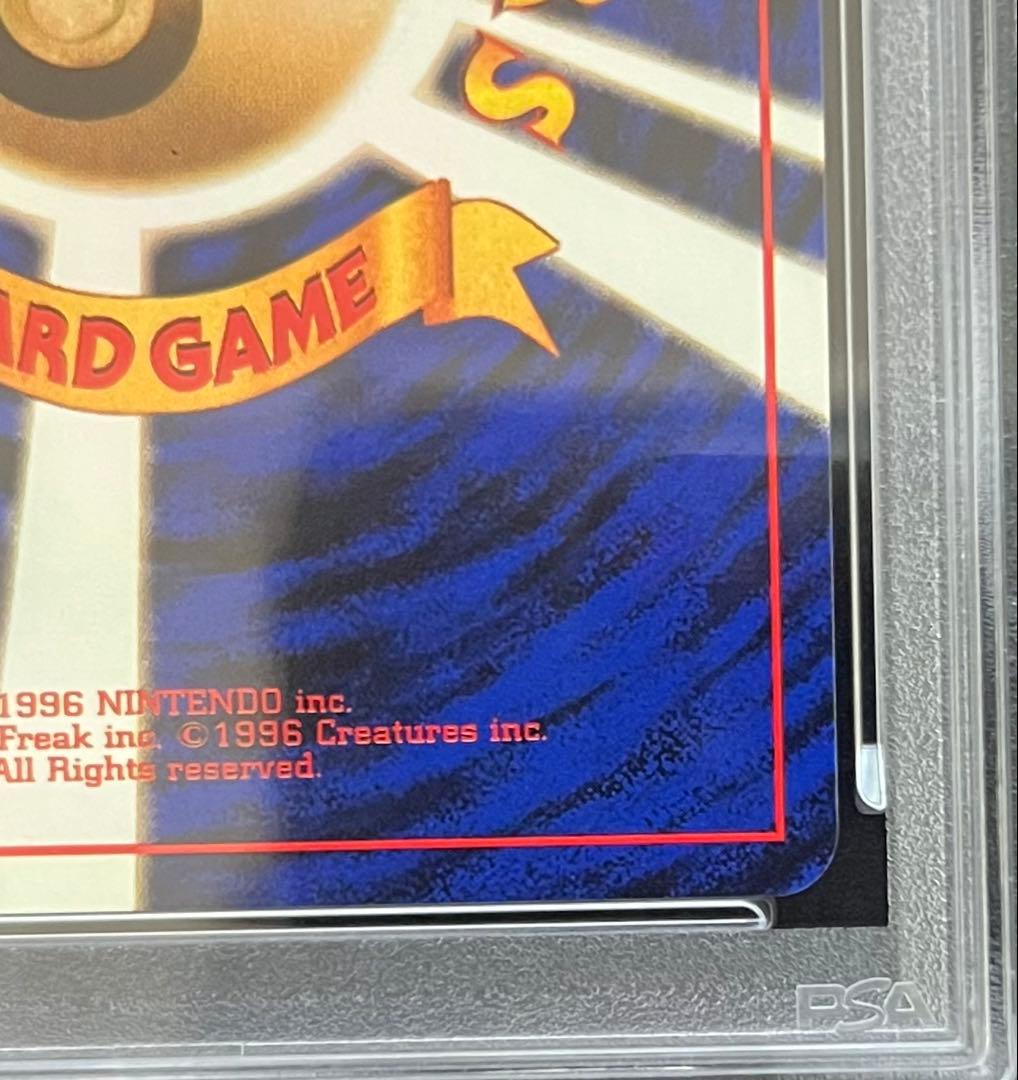 S
ARD GAME
1996 NINTENDO inc.
Freak inc. ©1996 Creatures inc.
All Rights reserved.
PSA